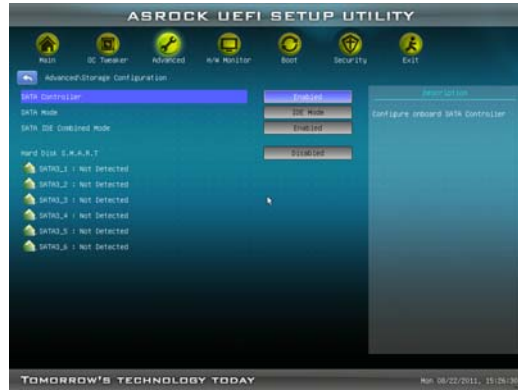 ASROCK UEFI SETUP UTILITY
Main OC Tweaker Advanced H/W Monitor Boot Security Exit
Advanced\Storage Configuration
SATA Controller Enabled
SATA Mode IDE Mode
SATA IDE Combined Mode Enabled
Hard Disk S.M.A.R.T Disabled
SATA3_1 : Not Detected
SATA3_2 : Not Detected
SATA3_3 : Not Detected
SATA3_4 : Not Detected
SATA3_5 : Not Detected
SATA3_6 : Not Detected
Description
Configure onboard SATA Controller
TOMORROW'S TECHNOLOGY TODAY
Mon 08/22/2011, 15:26: